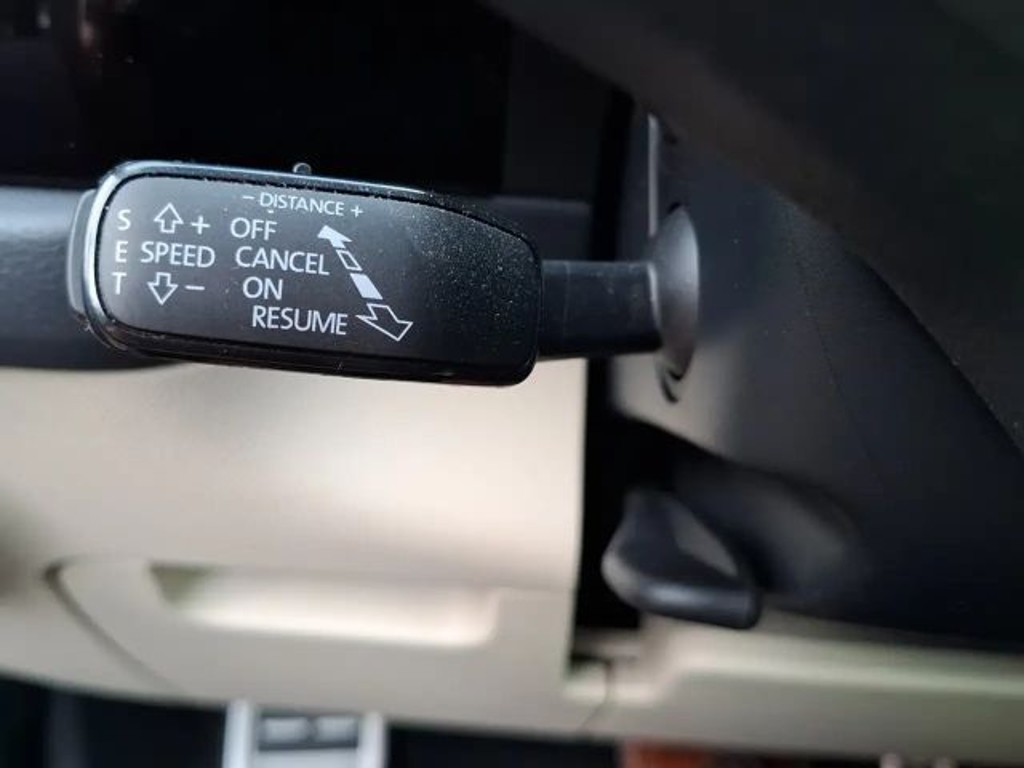 - DISTANCE +
S + OFF
E SPEED CANCEL
T - ON
RESUME